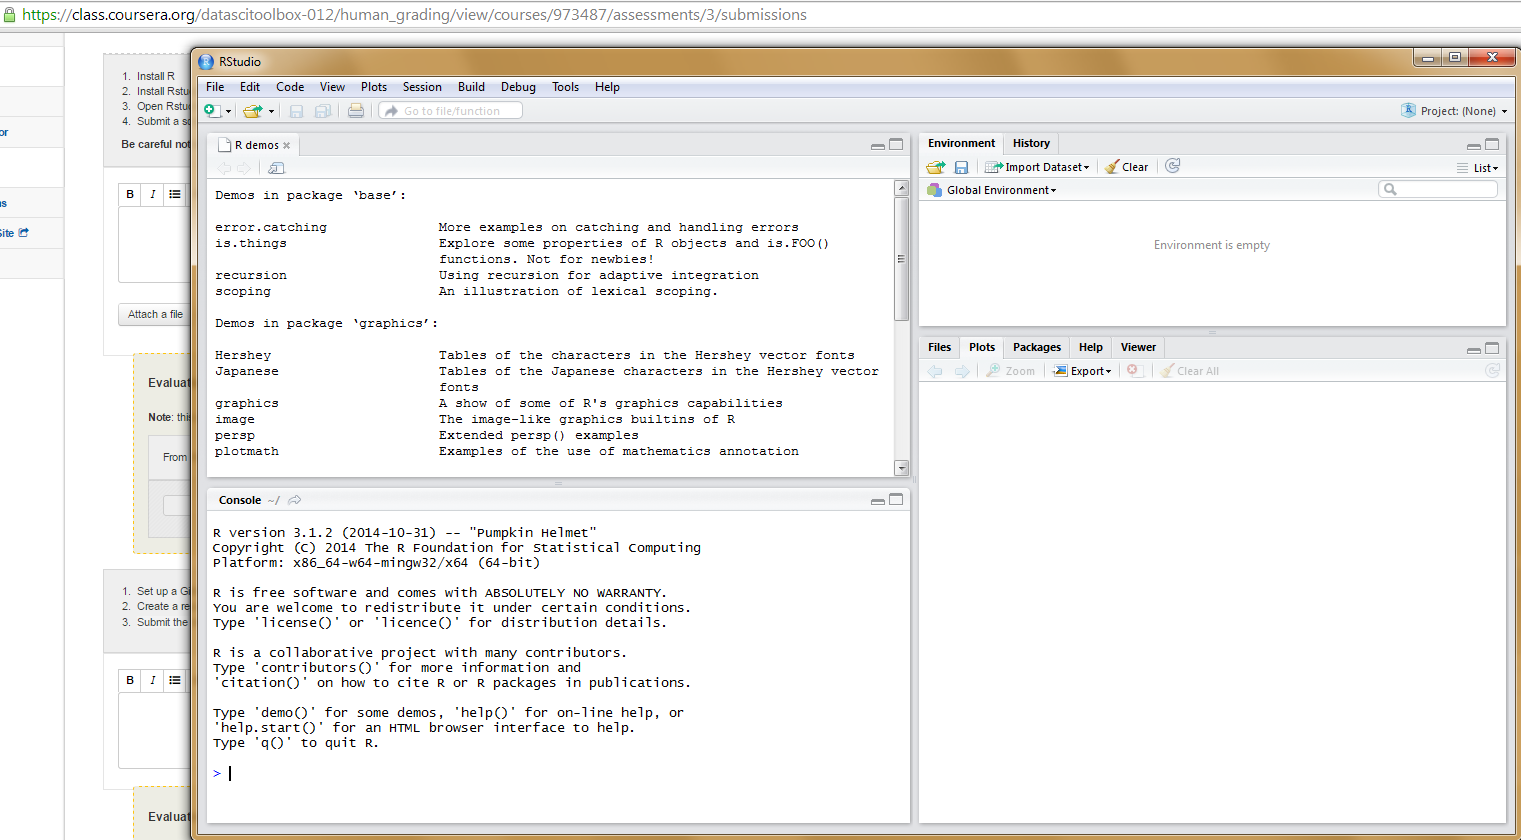 https://class.coursera.org/datascitoolbox-012/human_grading/view/courses/973487/assessments/3/submissions
1. Install R
2. Install Rstu
3. Open Rstu
4. Submit a sc
Be careful not
or
ns
Site
B I
Attach a file
Evaluat
Note: this
From
1. Set up a Gi
2. Create a re
3. Submit the
B I
Evaluat
RStudio
File Edit Code View Plots Session Build Debug Tools Help
Go to file/function
Project: (None)
R demos
Demos in package ‘base’:
error.catching More examples on catching and handling errors
is.things Explore some properties of R objects and is.FOO()
functions. Not for newbies!
recursion Using recursion for adaptive integration
scoping An illustration of lexical scoping.
Demos in package ‘graphics’:
Hershey Tables of the characters in the Hershey vector fonts
Japanese Tables of the Japanese characters in the Hershey vector
fonts
graphics A show of some of R's graphics capabilities
image The image-like graphics builtins of R
persp Extended persp() examples
plotmath Examples of the use of mathematics annotation
Console ~/
R version 3.1.2 (2014-10-31) -- "Pumpkin Helmet"
Copyright (C) 2014 The R Foundation for Statistical Computing
Platform: x86_64-w64-mingw32/x64 (64-bit)
R is free software and comes with ABSOLUTELY NO WARRANTY.
You are welcome to redistribute it under certain conditions.
Type 'license()' or 'licence()' for distribution details.
R is a collaborative project with many contributors.
Type 'contributors()' for more information and
'citation()' on how to cite R or R packages in publications.
Type 'demo()' for some demos, 'help()' for on-line help, or
'help.start()' for an HTML browser interface to help.
Type 'q()' to quit R.
>
Environment History
Import Dataset Clear List
Global Environment
Environment is empty
Files Plots Packages Help Viewer
Zoom Export Clear All